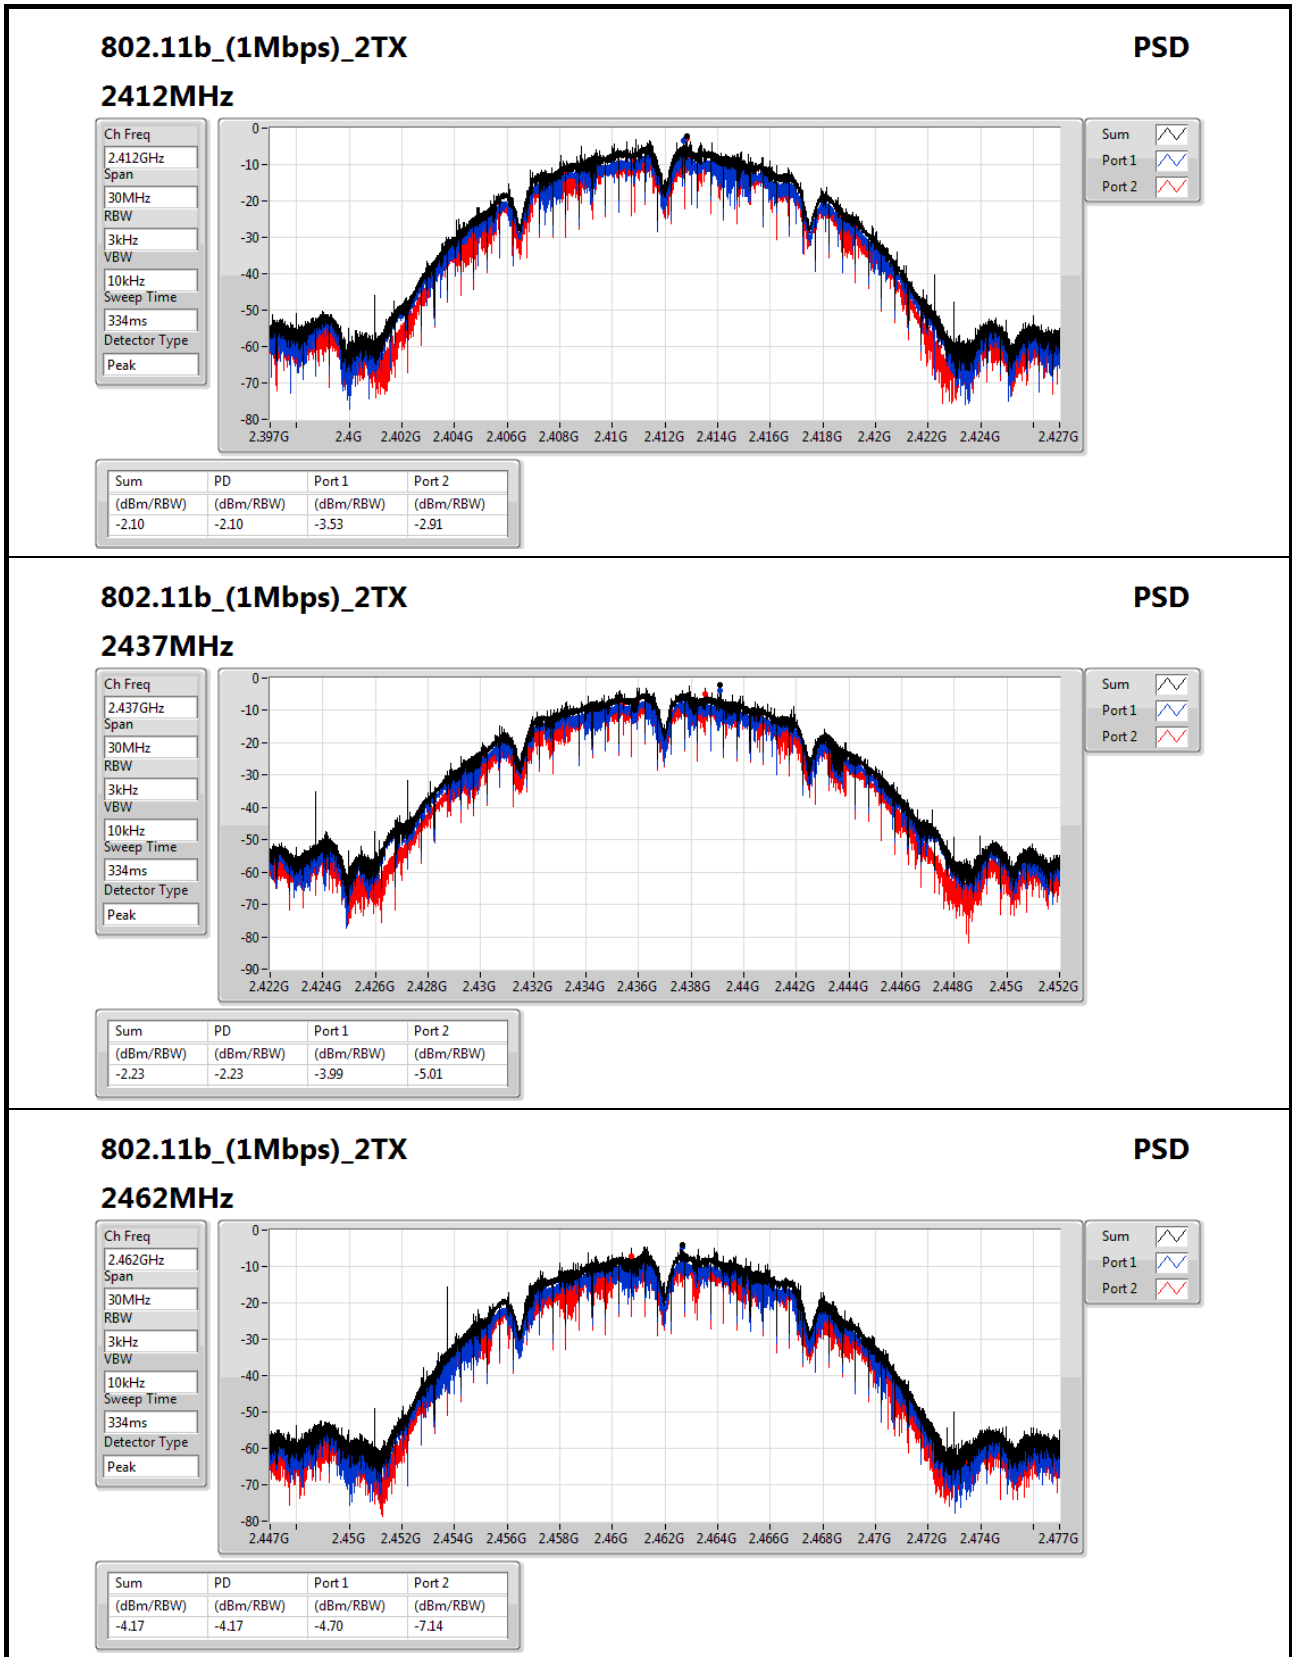 802.11b_(1Mbps)_2TX PSD
2412MHz
Ch Freq
2.412GHz
Span
30MHz
RBW
3kHz
VBW
10kHz
Sweep Time
334ms
Detector Type
Peak
0
-10
-20
-30
-40
-50
-60
-70
-80
2.397G 2.4G 2.402G 2.404G 2.406G 2.408G 2.41G 2.412G 2.414G 2.416G 2.418G 2.42G 2.422G 2.424G 2.427G
Sum
Port 1
Port 2
Sum PD Port 1 Port 2
(dBm/RBW) (dBm/RBW) (dBm/RBW) (dBm/RBW)
-2.10 -2.10 -3.53 -2.91
802.11b_(1Mbps)_2TX PSD
2437MHz
Ch Freq
2.437GHz
Span
30MHz
RBW
3kHz
VBW
10kHz
Sweep Time
334ms
Detector Type
Peak
0
-10
-20
-30
-40
-50
-60
-70
-80
-90
2.422G 2.424G 2.426G 2.428G 2.43G 2.432G 2.434G 2.436G 2.438G 2.44G 2.442G 2.444G 2.446G 2.448G 2.45G 2.452G
Sum
Port 1
Port 2
Sum PD Port 1 Port 2
(dBm/RBW) (dBm/RBW) (dBm/RBW) (dBm/RBW)
-2.23 -2.23 -3.99 -5.01
802.11b_(1Mbps)_2TX PSD
2462MHz
Ch Freq
2.462GHz
Span
30MHz
RBW
3kHz
VBW
10kHz
Sweep Time
334ms
Detector Type
Peak
0
-10
-20
-30
-40
-50
-60
-70
-80
2.447G 2.45G 2.452G 2.454G 2.456G 2.458G 2.46G 2.462G 2.464G 2.466G 2.468G 2.47G 2.472G 2.474G 2.477G
Sum
Port 1
Port 2
Sum PD Port 1 Port 2
(dBm/RBW) (dBm/RBW) (dBm/RBW) (dBm/RBW)
-4.17 -4.17 -4.70 -7.14